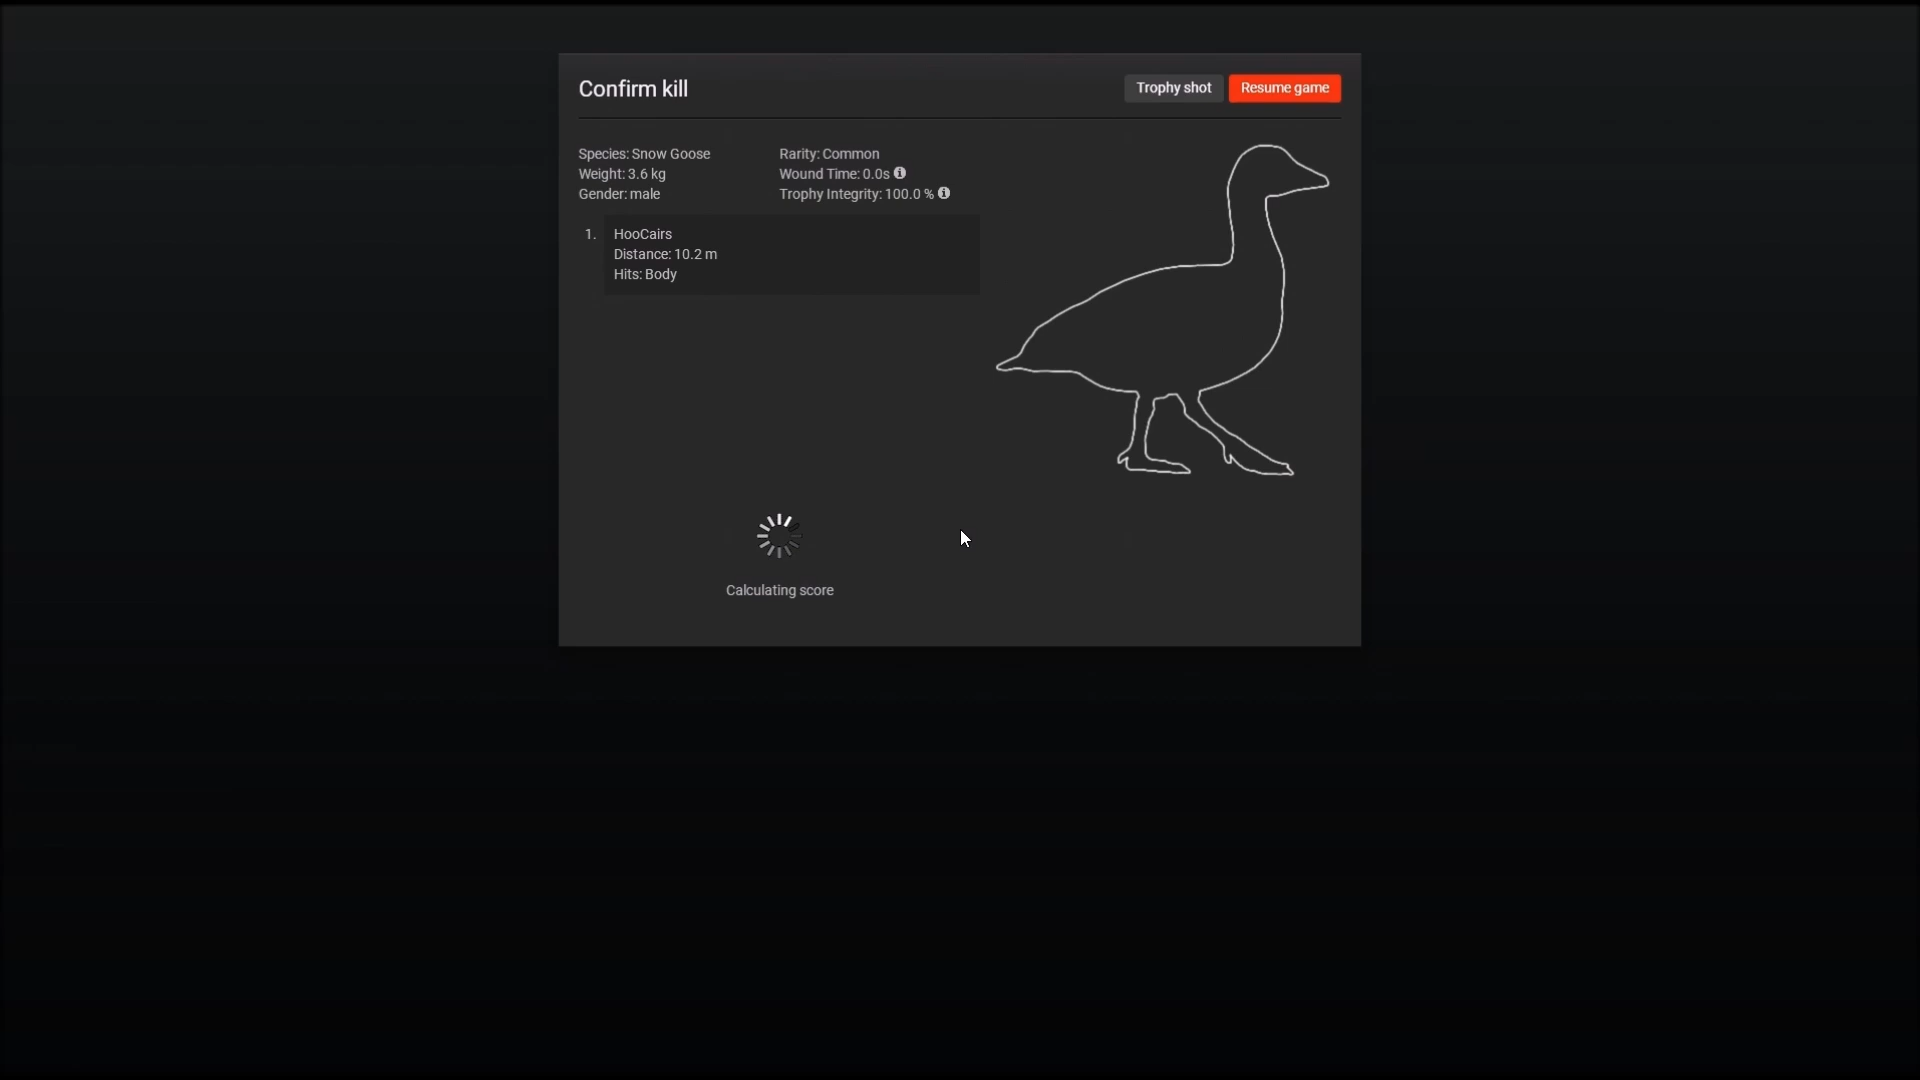 Confirm kill
Trophy shot
Resume game
Species: Snow Goose
Weight: 3.6 kg
Gender: male
Rarity: Common
Wound Time: 0.0s
Trophy Integrity: 100.0 %
1. HooCairs
Distance: 10.2 m
Hits: Body
Calculating score